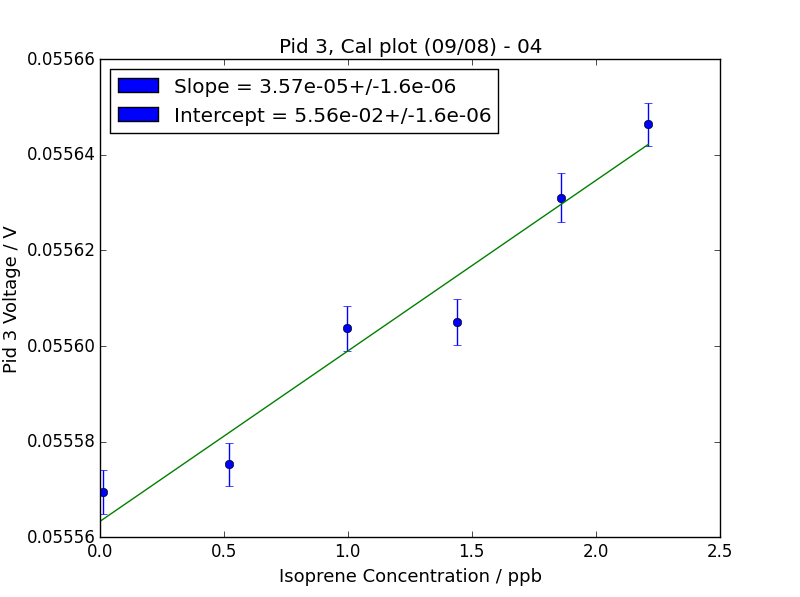 Pid 3, Cal plot (09/08) - 04
Slope = 3.57e-05+/-1.6e-06
Intercept = 5.56e-02+/-1.6e-06
Pid 3 Voltage / V
0.05566
0.05564
0.05562
0.05560
0.05558
0.05556
0.0 0.5 1.0 1.5 2.0 2.5
Isoprene Concentration / ppb